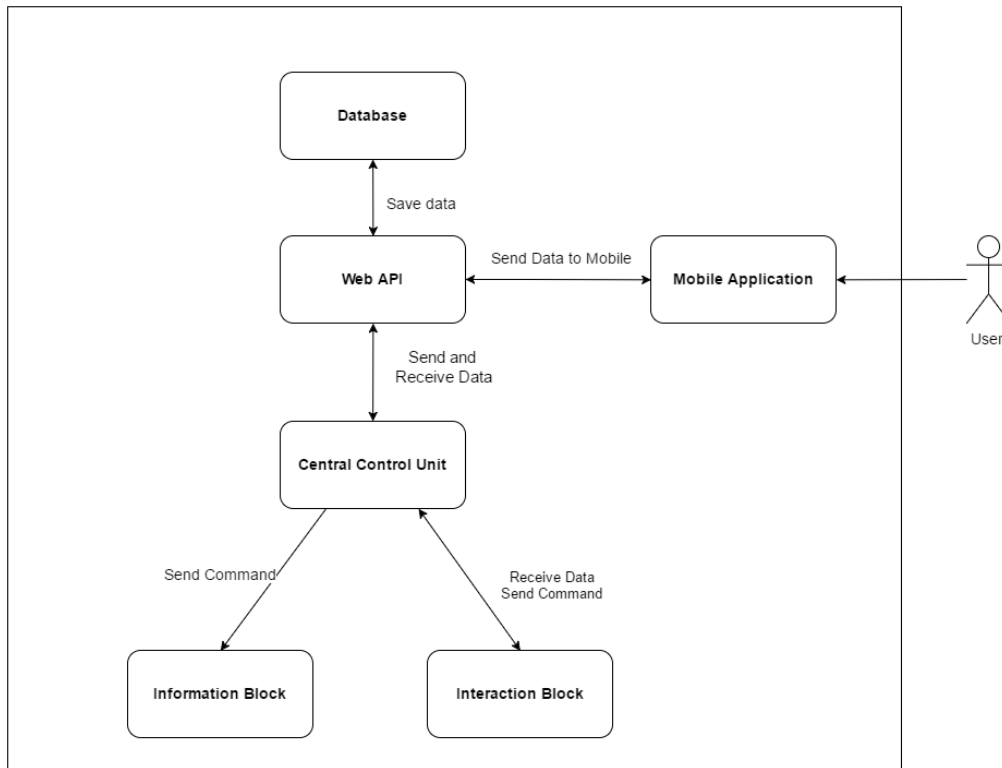 Database
Save data
Send Data to Mobile
Web API
Mobile Application
User
Send and
Receive Data
Central Control Unit
Send Command
Receive Data
Send Command
Information Block
Interaction Block